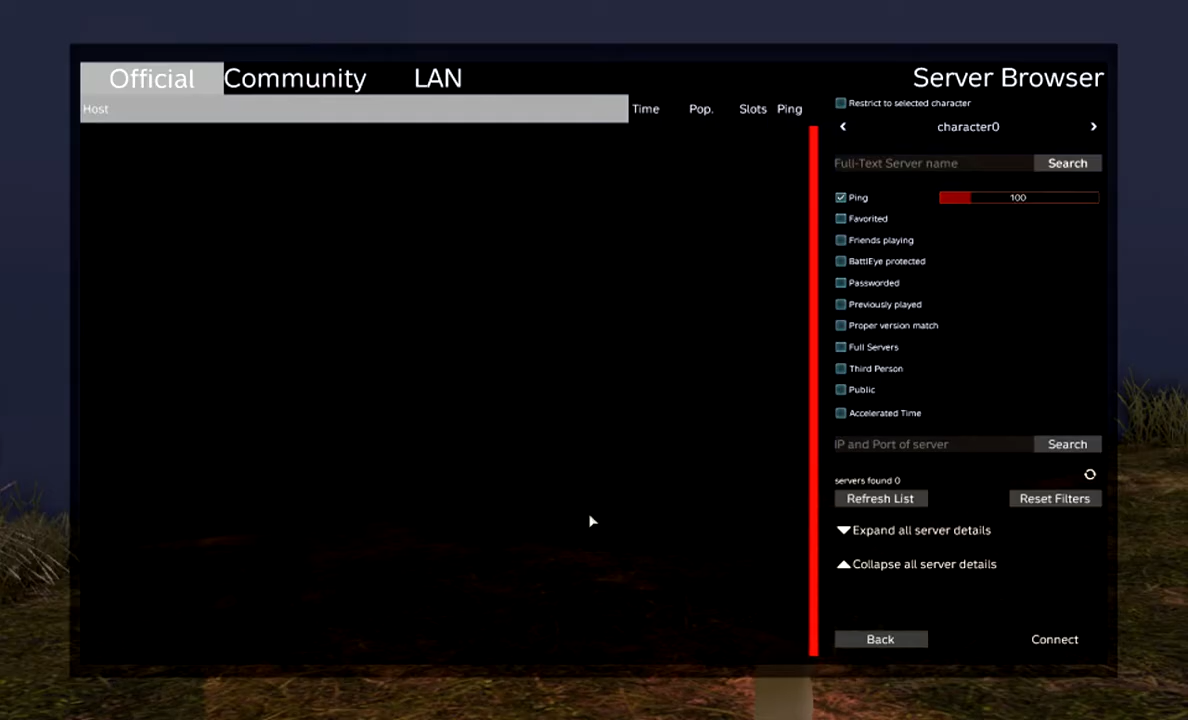 Official Community LAN
Server Browser
Host Time Pop. Slots Ping
Restrict to selected character
character0
Full-Text Server name Search
Ping 100
Favorited
Friends playing
BattlEye protected
Passworded
Previously played
Proper version match
Full Servers
Third Person
Public
Accelerated Time
IP and Port of server Search
servers found 0
Refresh List Reset Filters
Expand all server details
Collapse all server details
Back Connect